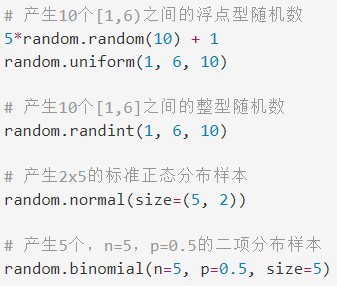 # 产生10个[1,6)之间的浮点型随机数
5*random.random(10) + 1
random.uniform(1, 6, 10)
# 产生10个[1,6]之间的整型随机数
random.randint(1, 6, 10)
# 产生2x5的标准正态分布样本
random.normal(size=(5, 2))
# 产生5个，n=5，p=0.5的二项分布样本
random.binomial(n=5, p=0.5, size=5)